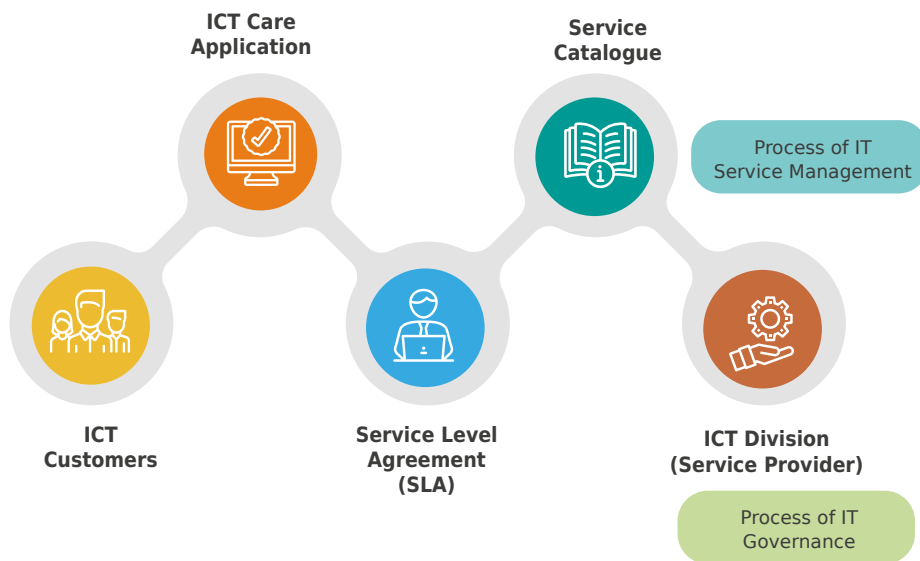 ICT Care
Application
Service
Catalogue
Process of IT
Service Management
i
ICT
Customers
Service Level
Agreement
(SLA)
ICT Division
(Service Provider)
Process of IT
Governance